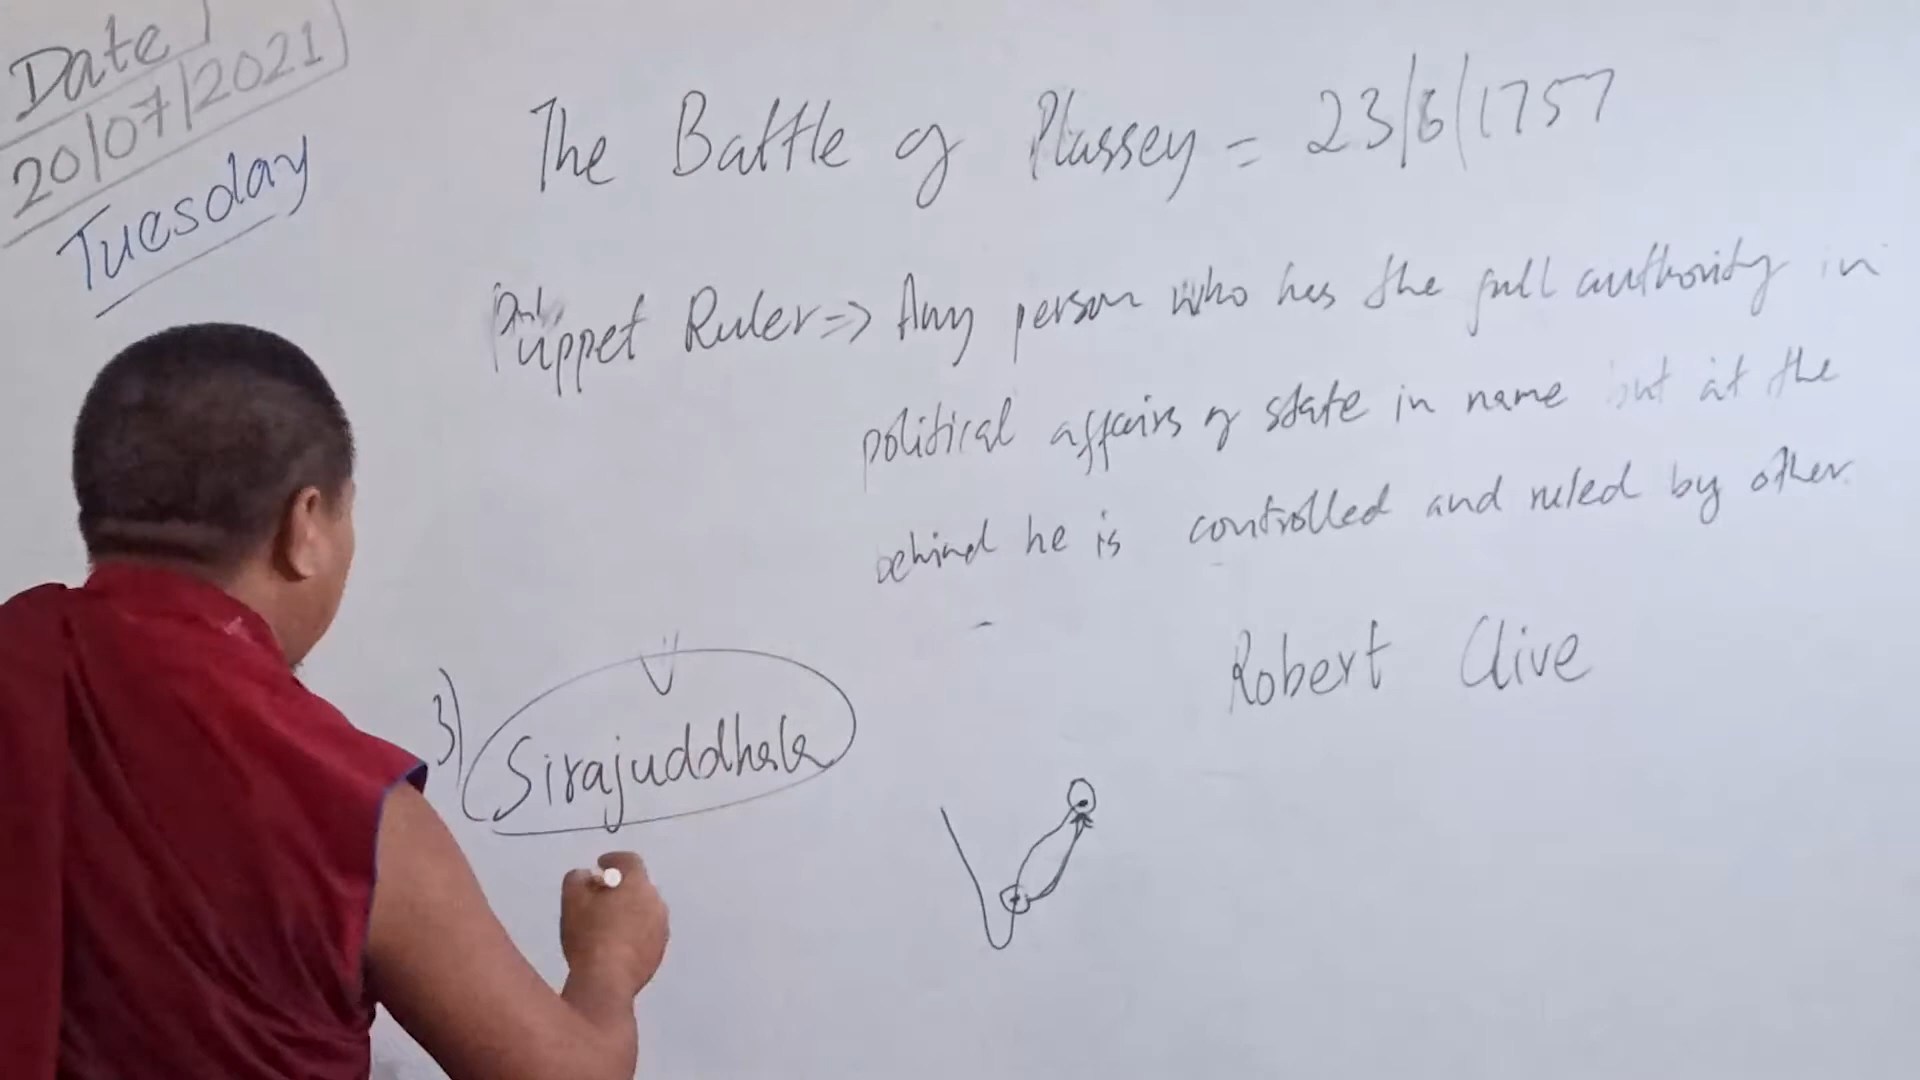 Date
20/07/2021
Tuesday
The Battle of Plassey = 23/6/1757
Puppet Ruler => Any person who has the full authority in
political affairs of state in name but at the
behind he is controlled and ruled by other.
Robert Clive
3) Sirajuddhala